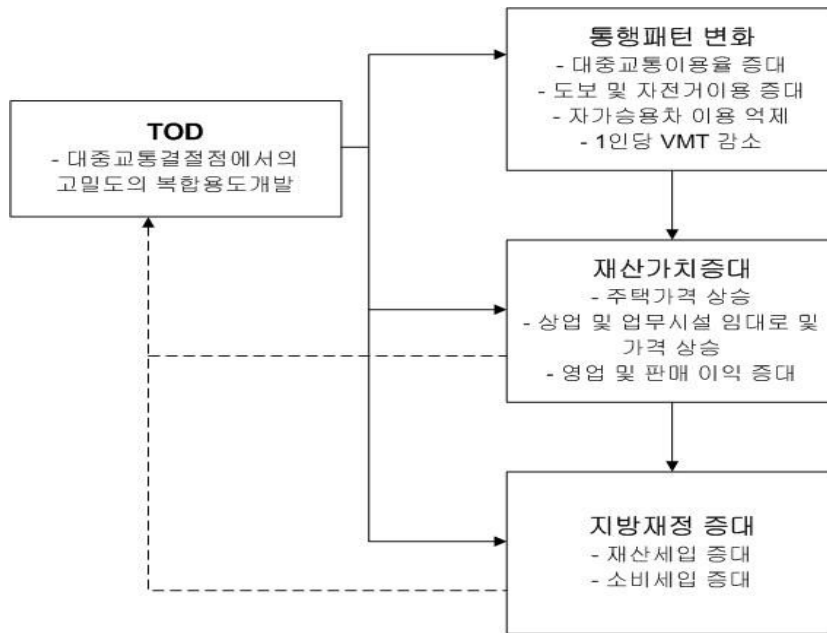 TOD
- 대중교통결절점에서의
고밀도의 복합용도개발
통행패턴 변화
- 대중교통이용율 증대
- 도보 및 자전거이용 증대
- 자가승용차 이용 억제
- 1인당 VMT 감소
재산가치증대
- 주택가격 상승
- 상업 및 업무시설 임대로 및
가격 상승
- 영업 및 판매 이익 증대
지방재정 증대
- 재산세입 증대
- 소비세입 증대